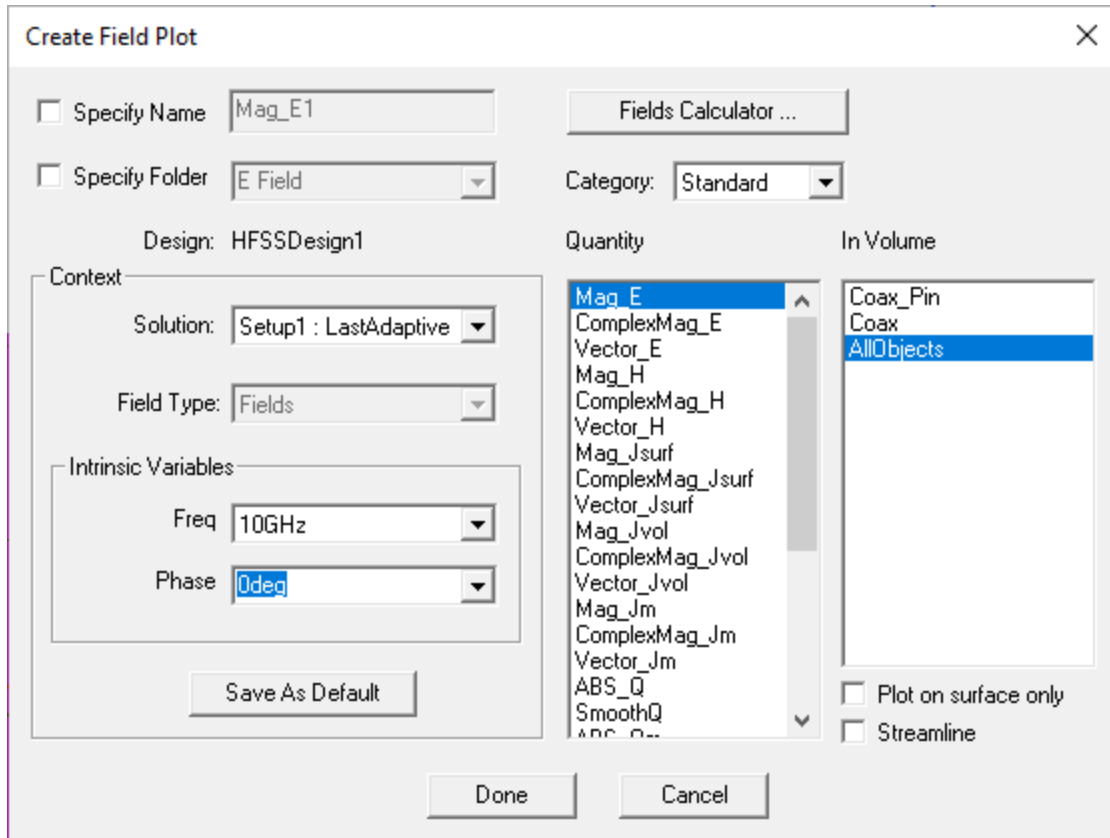 Create Field Plot
Specify Name Mag_E1
Fields Calculator ...
Specify Folder E Field
Category: Standard
Design: HFSSDesign1
Context
Solution: Setup1 : LastAdaptive
Field Type: Fields
Intrinsic Variables
Freq 10GHz
Phase 0deg
Save As Default
Quantity
Mag_E
ComplexMag_E
Vector_E
Mag_H
ComplexMag_H
Vector_H
Mag_Jsurf
ComplexMag_Jsurf
Vector_Jsurf
Mag_Jvol
ComplexMag_Jvol
Vector_Jvol
Mag_Jm
ComplexMag_Jm
Vector_Jm
ABS_Q
SmoothQ
In Volume
Coax_Pin
Coax
AllObjects
Plot on surface only
Streamline
Done
Cancel